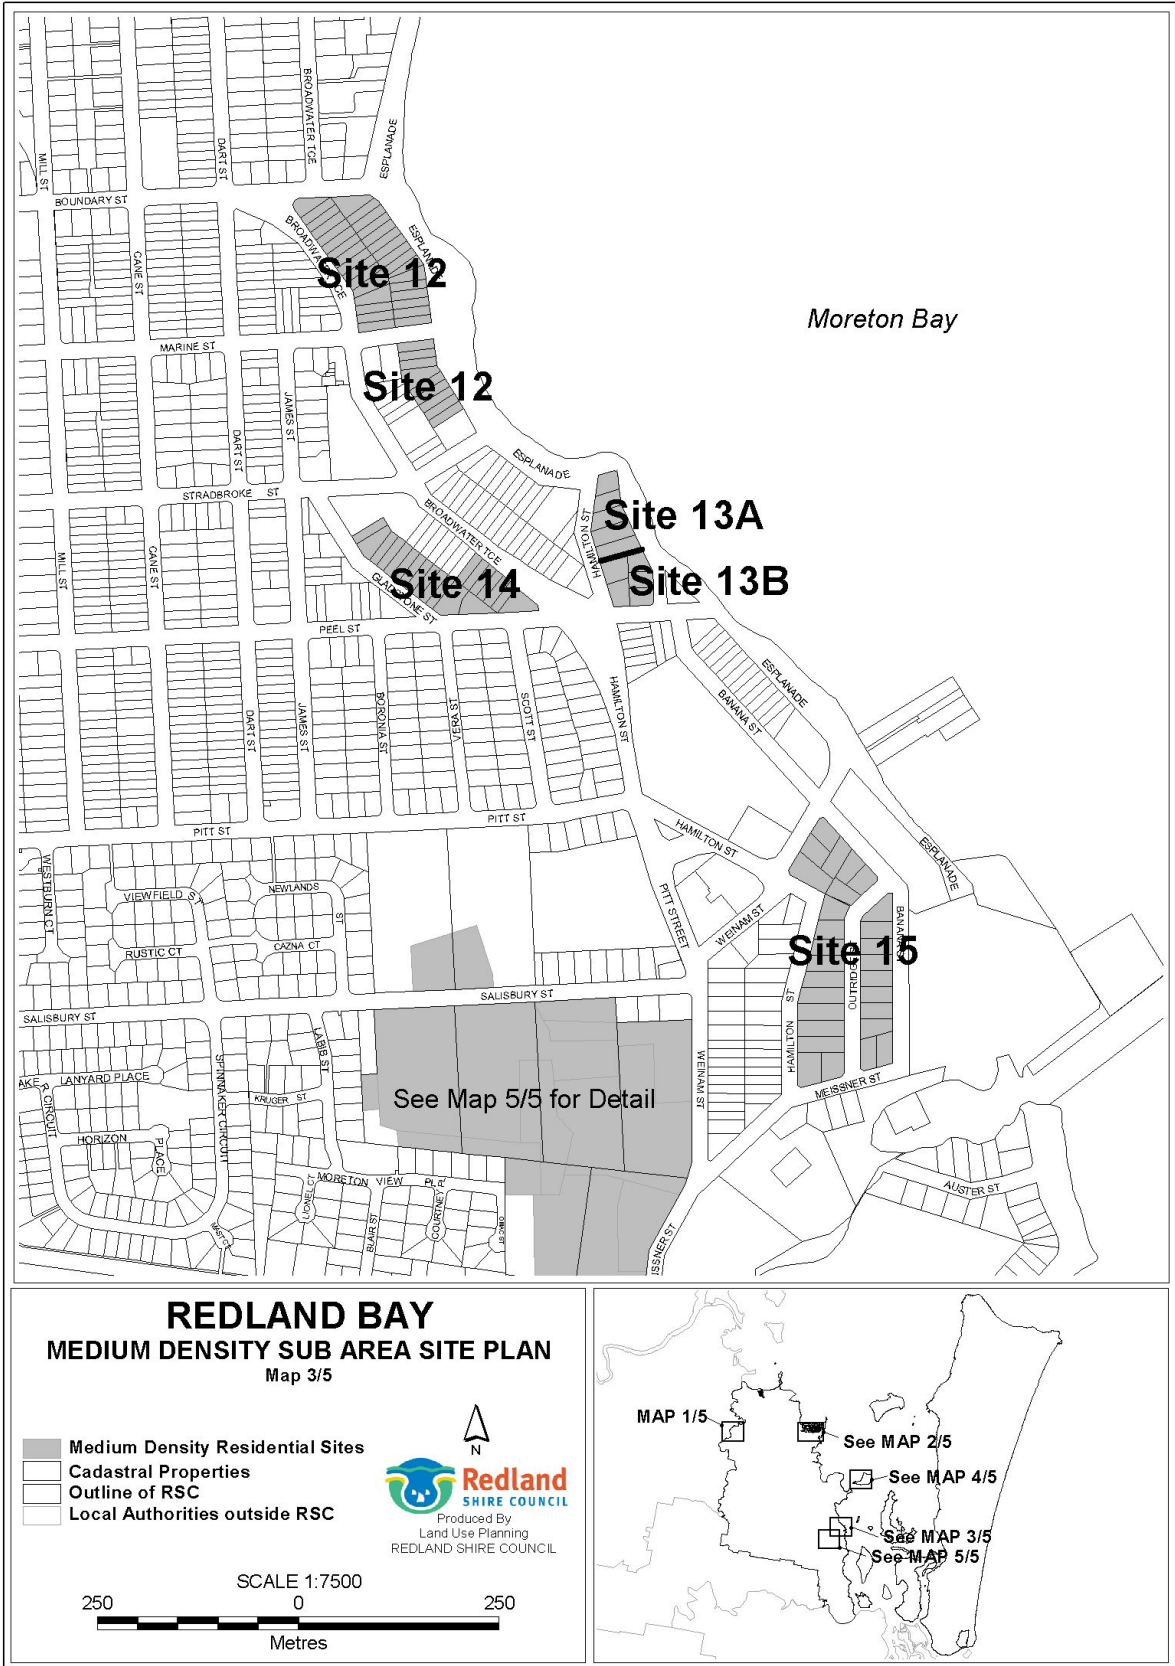 BROADWATER TCE
ESPLANADE
DART ST
MILL ST
BOUNDARY ST
CANE ST
Site 12
Moreton Bay
MARINE ST
Site 12
JAMES ST
DART ST
ESPLANADE
STRADBROKE ST
BROADWATER TCE
HAMILTON ST
Site 13A
MILL ST
CANE ST
Site 14
Site 13B
PEEL ST
ESPLANADE
BANANA ST
HAMILTON ST
DART ST
JAMES ST
BORONIA ST
VERA ST
SCOTT ST
PITT ST
PITT ST
HAMILTON ST
ESPLANADE
WESTBURN CT
VIEWFIELD ST
NEWLANDS
ST
PITT STREET
WEINAM ST
RUSTIC CT
CAZNA CT
Site 15
SALISBURY ST
SALISBURY ST
LABIB ST
SPINNAKER CIRCUIT
HAMILTON ST
WEINAM ST
MEISSNER ST
LANYARD PLACE
CIRCUIT
KRUGER ST
See Map 5/5 for Detail
HORIZON
PLACE
MORETON VIEW
LIONEL CT
BLAIR ST
COURTNEY
AUSTER ST
ISSNER ST
REDLAND BAY
MEDIUM DENSITY SUB AREA SITE PLAN
Map 3/5
N
Medium Density Residential Sites
Cadastral Properties
Outline of RSC
Local Authorities outside RSC
Redland
SHIRE COUNCIL
Produced By
Land Use Planning
REDLAND SHIRE COUNCIL
SCALE 1:7500
250 0 250
Metres
MAP 1/5
See MAP 2/5
See MAP 4/5
See MAP 3/5
See MAP 5/5